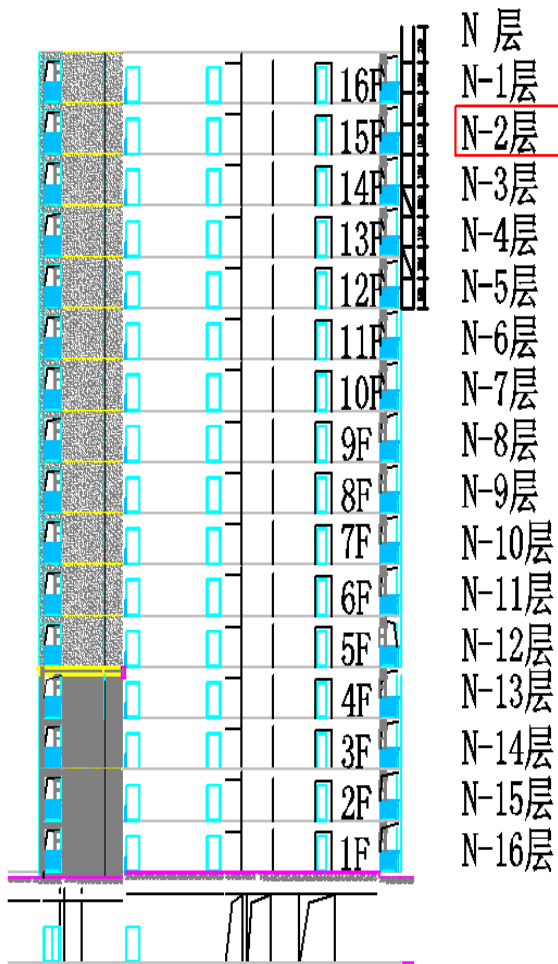 N 层
16F N-1层
15F N-2层
14F N-3层
13F N-4层
12F N-5层
11F N-6层
10F N-7层
9F N-8层
8F N-9层
7F N-10层
6F N-11层
5F N-12层
4F N-13层
3F N-14层
2F N-15层
1F N-16层